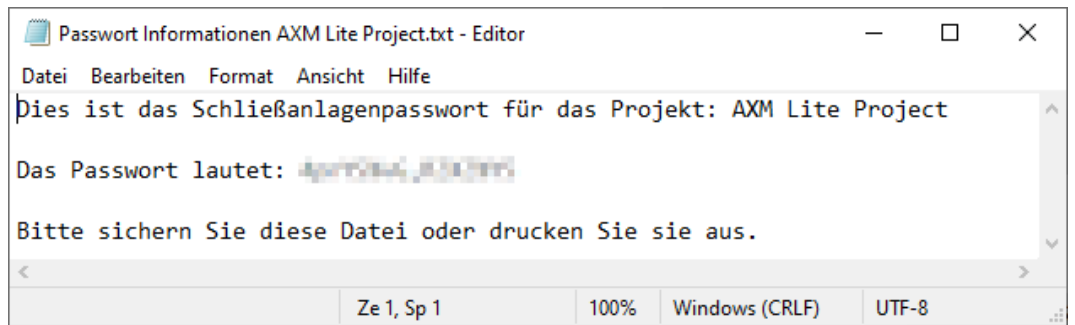 Passwort Informationen AXM Lite Project.txt - Editor
Datei Bearbeiten Format Ansicht Hilfe
Dies ist das Schließanlagenpasswort für das Projekt: AXM Lite Project
Das Passwort lautet:
Bitte sichern Sie diese Datei oder drucken Sie sie aus.
Ze 1, Sp 1 100% Windows (CRLF) UTF-8